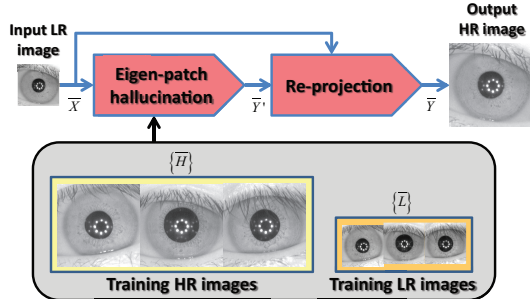 Input LR
image
Output
HR image
Eigen-patch
hallucination
Re-projection
X̅
Y̅'
Y̅
{H̅}
{L̅}
Training HR images
Training LR images